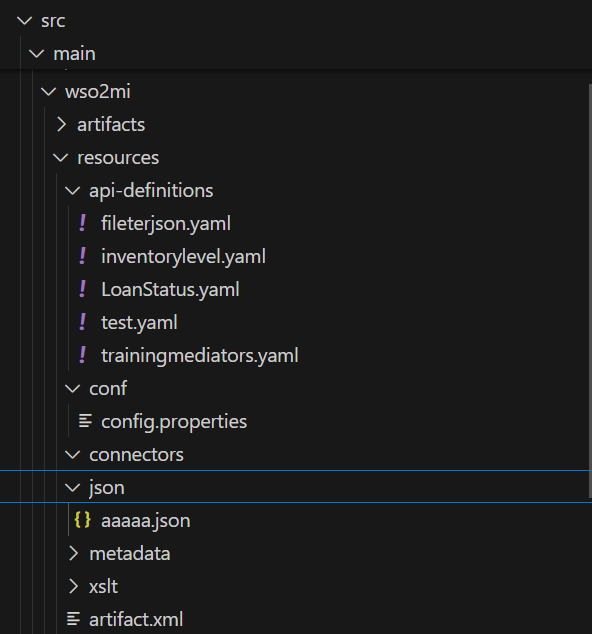 src
main
wso2mi
artifacts
resources
api-definitions
! fileterjson.yaml
! inventorylevel.yaml
! LoanStatus.yaml
! test.yaml
! trainingmediators.yaml
conf
config.properties
connectors
json
{} aaaaa.json
metadata
xslt
artifact.xml